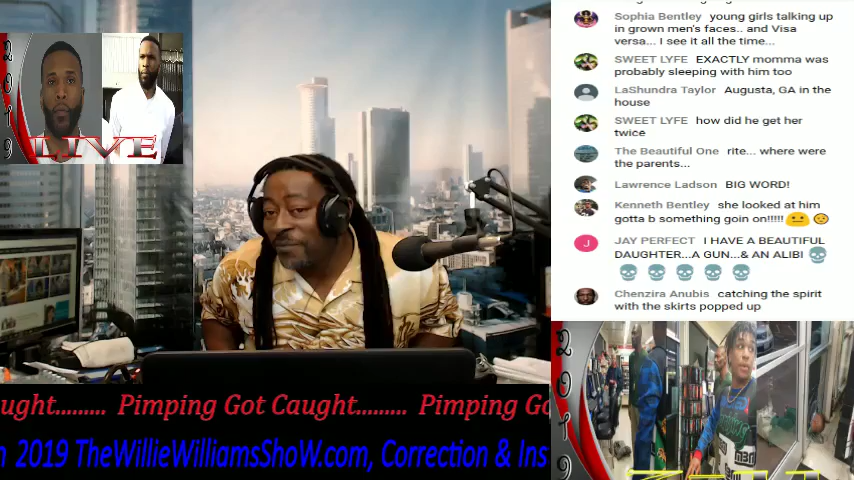 2019
LIVE
Sophia Bentley young girls talking up
in grown men's faces.. and Visa
versa... I see it all the time...
SWEET LYFE EXACTLY momma was
probably sleeping with him too
LaShundra Taylor Augusta, GA in the
house
SWEET LYFE how did he get her
twice
The Beautiful One rite... where were
the parents...
Lawrence Ladson BIG WORD!
Kenneth Bentley she looked at him
gotta b something goin on!!!!! 😐 😕
J JAY PERFECT I HAVE A BEAUTIFUL
DAUGHTER...A GUN...& AN ALIBI 💀
💀 💀 💀 💀 💀
Chenzira Anubis catching the spirit
with the skirts popped up
2019
ught......... Pimping Got Caught......... Pimping Go
n 2019 TheWillieWilliamsShoW.com, Correction & Ins